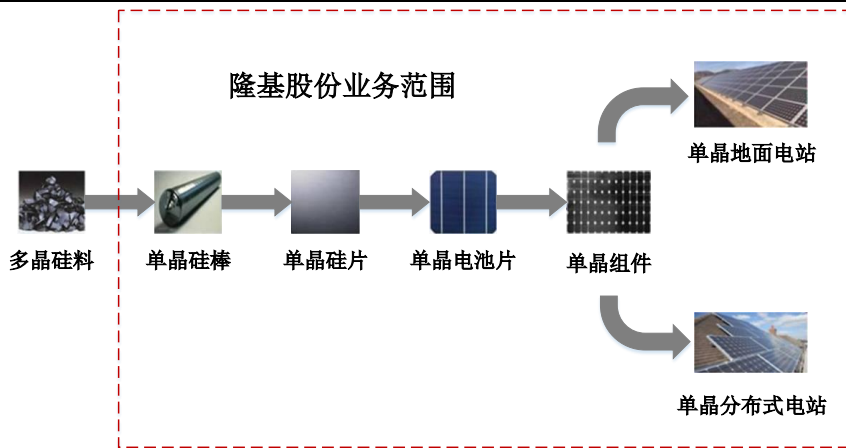 隆基股份业务范围
单晶地面电站
多晶硅料
单晶硅棒
单晶硅片
单晶电池片
单晶组件
单晶分布式电站